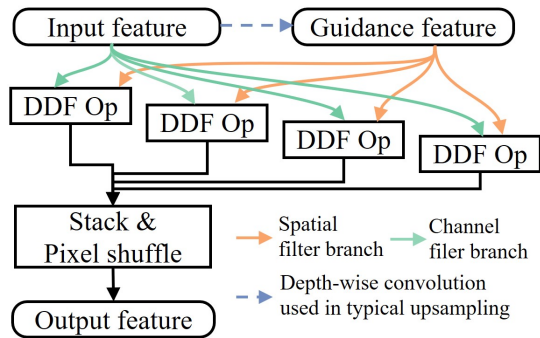 Input feature
Guidance feature
DDF Op
DDF Op
DDF Op
DDF Op
Stack &
Pixel shuffle
Spatial
filter branch
Channel
filer branch
Depth-wise convolution
used in typical upsampling
Output feature